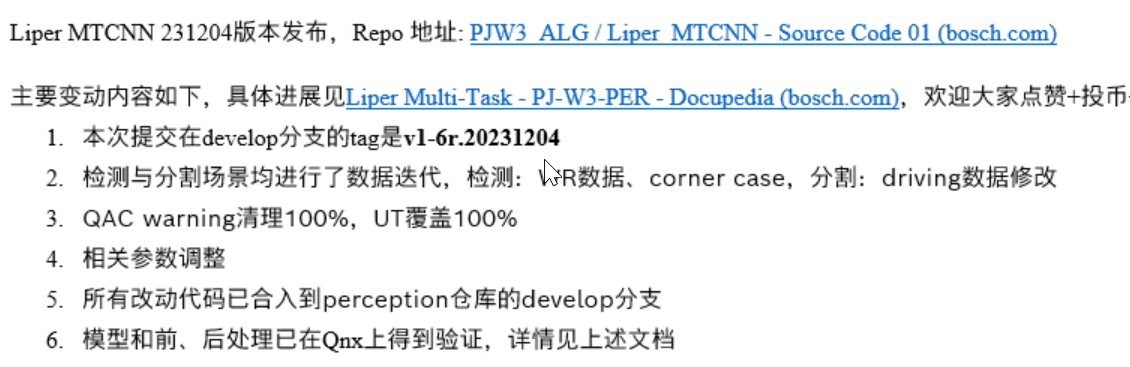 Liper MTCNN 231204版本发布，Repo 地址: PJW3_ALG / Liper_MTCNN - Source Code 01 (bosch.com)
主要变动内容如下，具体进展见Liper Multi-Task - PJ-W3-PER - Docupedia (bosch.com)，欢迎大家点赞+投币
1. 本次提交在develop分支的tag是v1-6r.20231204
2. 检测与分割场景均进行了数据迭代，检测：数据、corner case，分割：driving数据修改
3. QAC warning清理100%，UT覆盖100%
4. 相关参数调整
5. 所有改动代码已合入到perception仓库的develop分支
6. 模型和前、后处理已在Qnx上得到验证，详情见上述文档